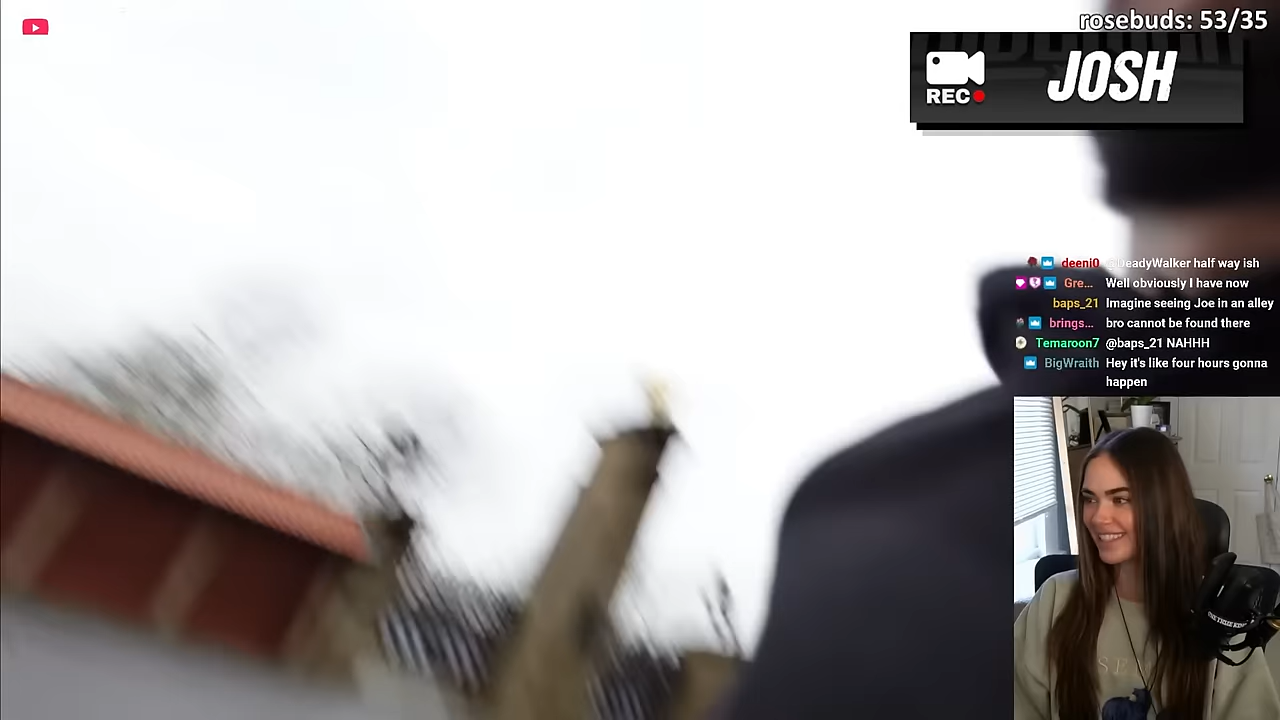 rosebuds: 53/35
REC
JOSH
deeni0 @DeadyWalker half way ish
Gre... Well obviously I have now
baps_21 Imagine seeing Joe in an alley
brings... bro cannot be found there
Temaroon7 @baps_21 NAHHH
BigWraith Hey it's like four hours gonna
happen